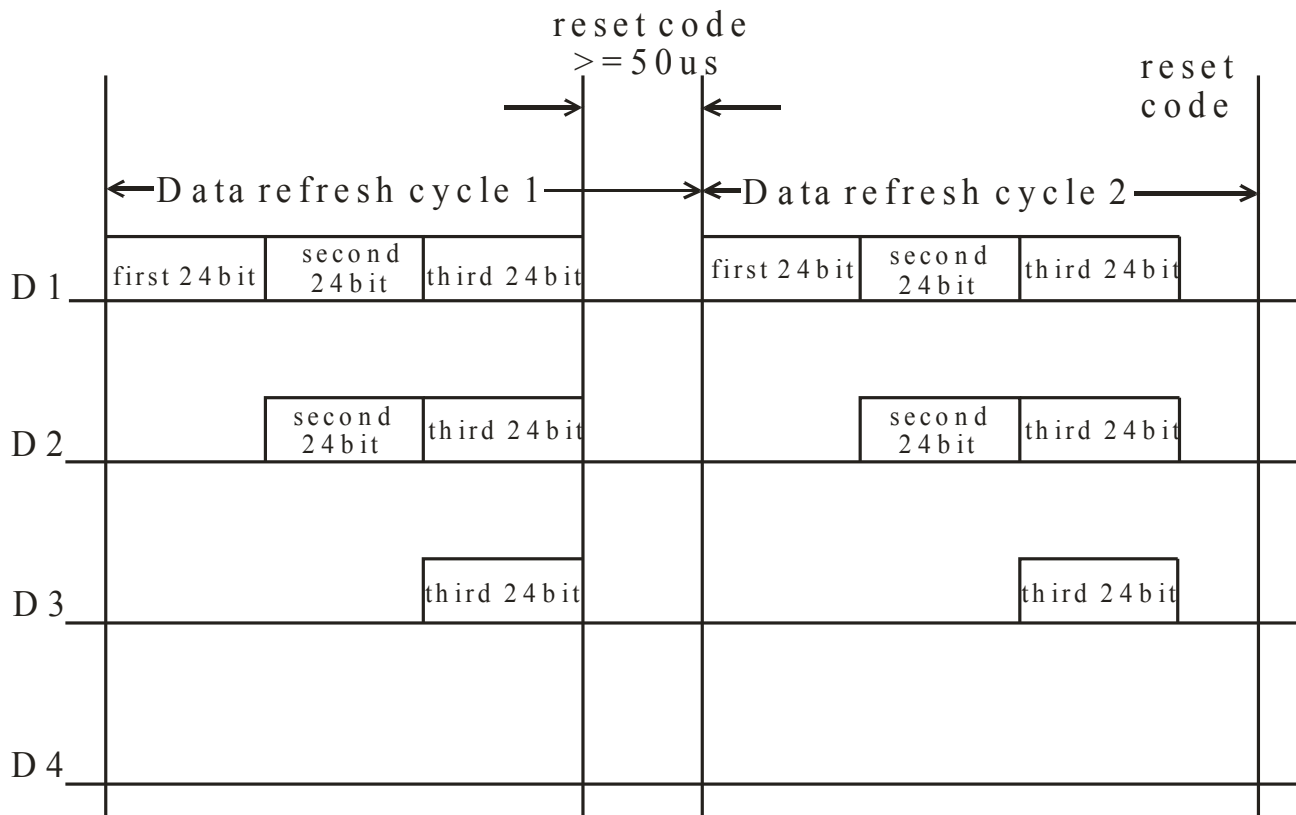 reset code
>=50us
reset
code
Data refresh cycle 1
Data refresh cycle 2
D1
first 24bit
second
24bit
third 24bit
first 24bit
second
24bit
third 24bit
D2
second
24bit
third 24bit
second
24bit
third 24bit
D3
third 24bit
third 24bit
D4